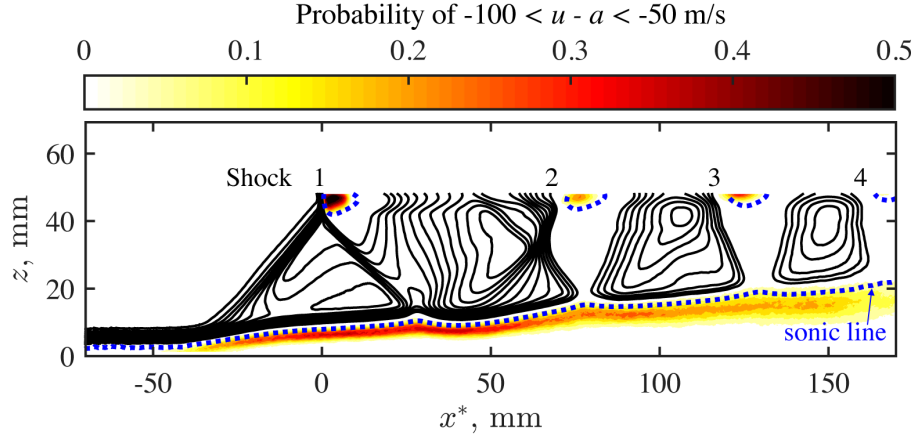 Probability of -100 < u - a < -50 m/s
0 0.1 0.2 0.3 0.4 0.5
60
Shock 1 2 3 4
40
z, mm
20
sonic line
0
-50 0 50 100 150
x*, mm